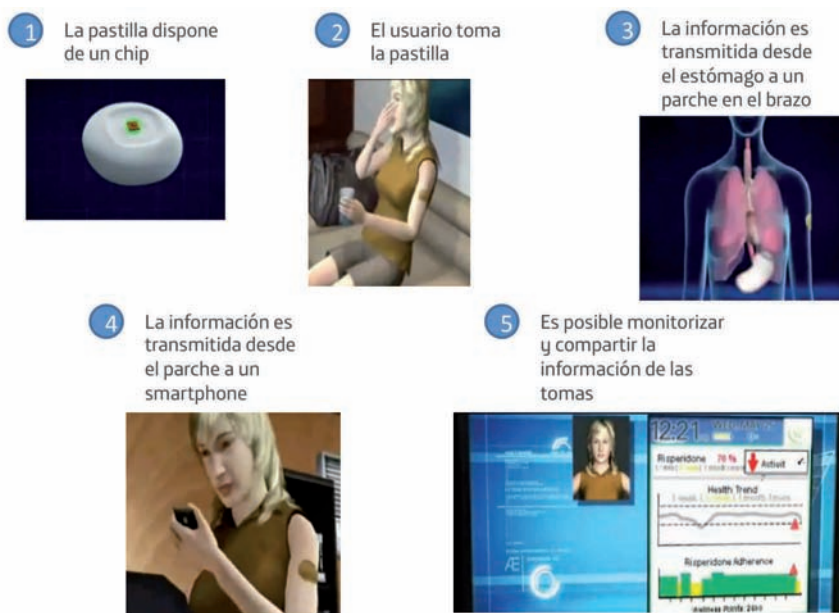 1
La pastilla dispone
de un chip
2
El usuario toma
la pastilla
3
La información es
transmitida desde
el estómago a un
parche en el brazo
4
La información es
transmitida desde
el parche a un
smartphone
5
Es posible monitorizar
y compartir la
información de las
tomas
12:21
Risperidone 70 %
Health Trend
Risperidone Adherence
Wellness Points